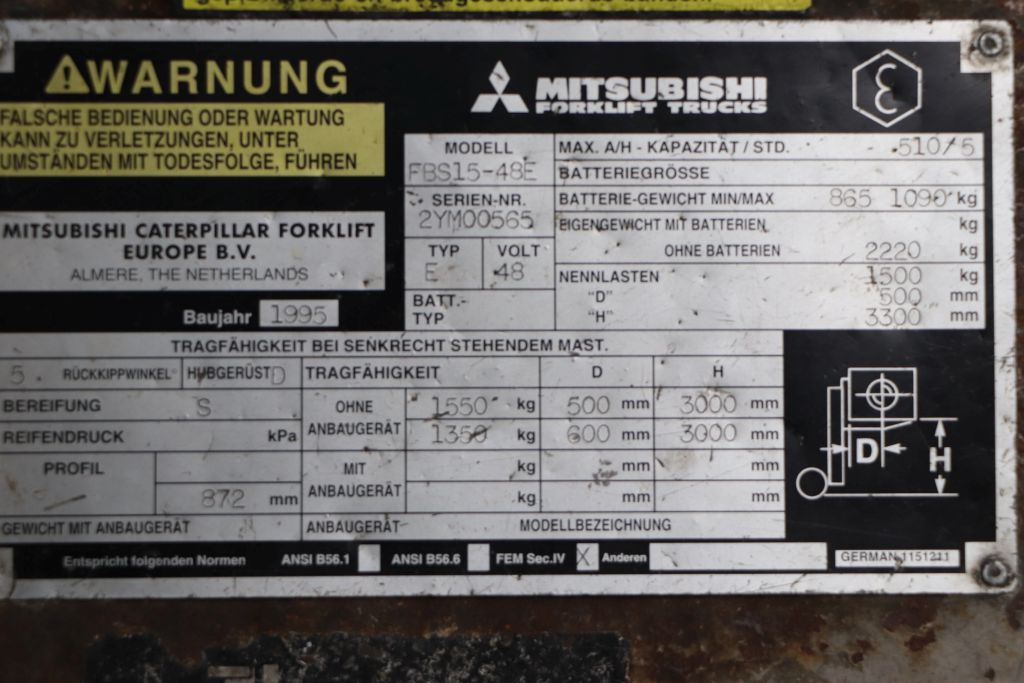 WARNUNG
FALSCHE BEDIENUNG ODER WARTUNG
KANN ZU VERLETZUNGEN, UNTER
UMSTÄNDEN MIT TODESFOLGE, FÜHREN
MITSUBISHI CATERPILLAR FORKLIFT
EUROPE B.V.
ALMERE, THE NETHERLANDS
Baujahr 1995
MITSUBISHI
FORKLIFT TRUCKS
Ɛ
MODELL
FBS15-48E
SERIEN-NR.
2YM00565
TYP VOLT
E 48
BATT.-
TYP
MAX. A/H - KAPAZITÄT / STD. 510/5
BATTERIEGRÖSSE
BATTERIE-GEWICHT MIN/MAX 865 1090 kg
EIGENGEWICHT MIT BATTERIEN kg
OHNE BATTERIEN 2220 kg
NENNLASTEN 1500 kg
"D" 500 mm
"H" 3300 mm
TRAGFÄHIGKEIT BEI SENKRECHT STEHENDEM MAST.
5 RÜCKKIPPWINKEL° HUBGERÜST D TRAGFÄHIGKEIT D H
BEREIFUNG S OHNE 1550 kg 500 mm 3000 mm
REIFENDRUCK kPa ANBAUGERÄT 1350 kg 600 mm 3000 mm
PROFIL MIT kg mm mm
872 mm ANBAUGERÄT kg mm mm
GEWICHT MIT ANBAUGERÄT ANBAUGERÄT- MODELLBEZEICHNUNG
D H
Entspricht folgenden Normen ANSI B56.1 ANSI B56.6 FEM Sec.IV X Anderen
GERMAN 1151211